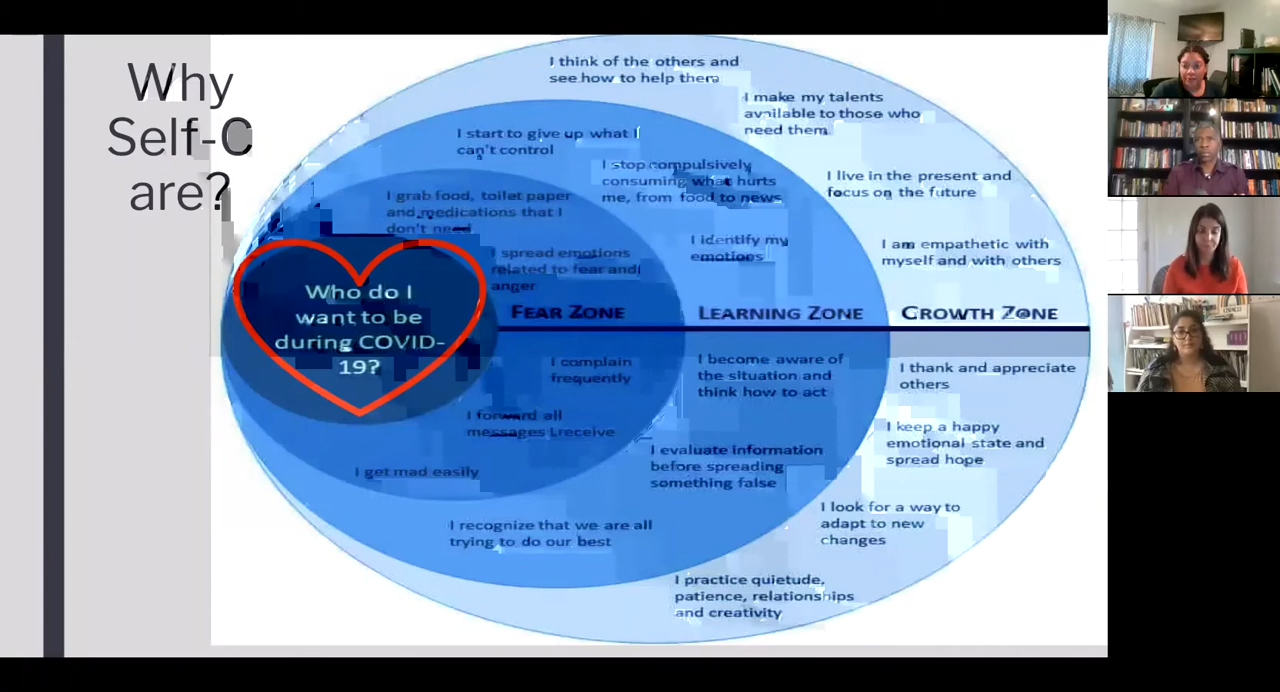 Why
Self-C
are?
I think of the others and
see how to help them
I make my talents
available to those who
need them
I live in the present and
focus on the future
I am empathetic with
myself and with others
GROWTH ZONE
I thank and appreciate
others
I keep a happy
emotional state and
spread hope
I look for a way to
adapt to new
changes
I practice quietude,
patience, relationships
and creativity
I start to give up what I
can't control
I stop compulsively
consuming what hurts
me, from food to news
I identify my
emotions
LEARNING ZONE
I become aware of
the situation and
think how to act
I evaluate information
before spreading
something false
I recognize that we are all
trying to do our best
I grab food, toilet paper
and medications that I
don't need
I spread emotions
related to fear and
anger
FEAR ZONE
I complain
frequently
I forward all
messages I receive
I get mad easily
Who do I
want to be
during COVID-
19?